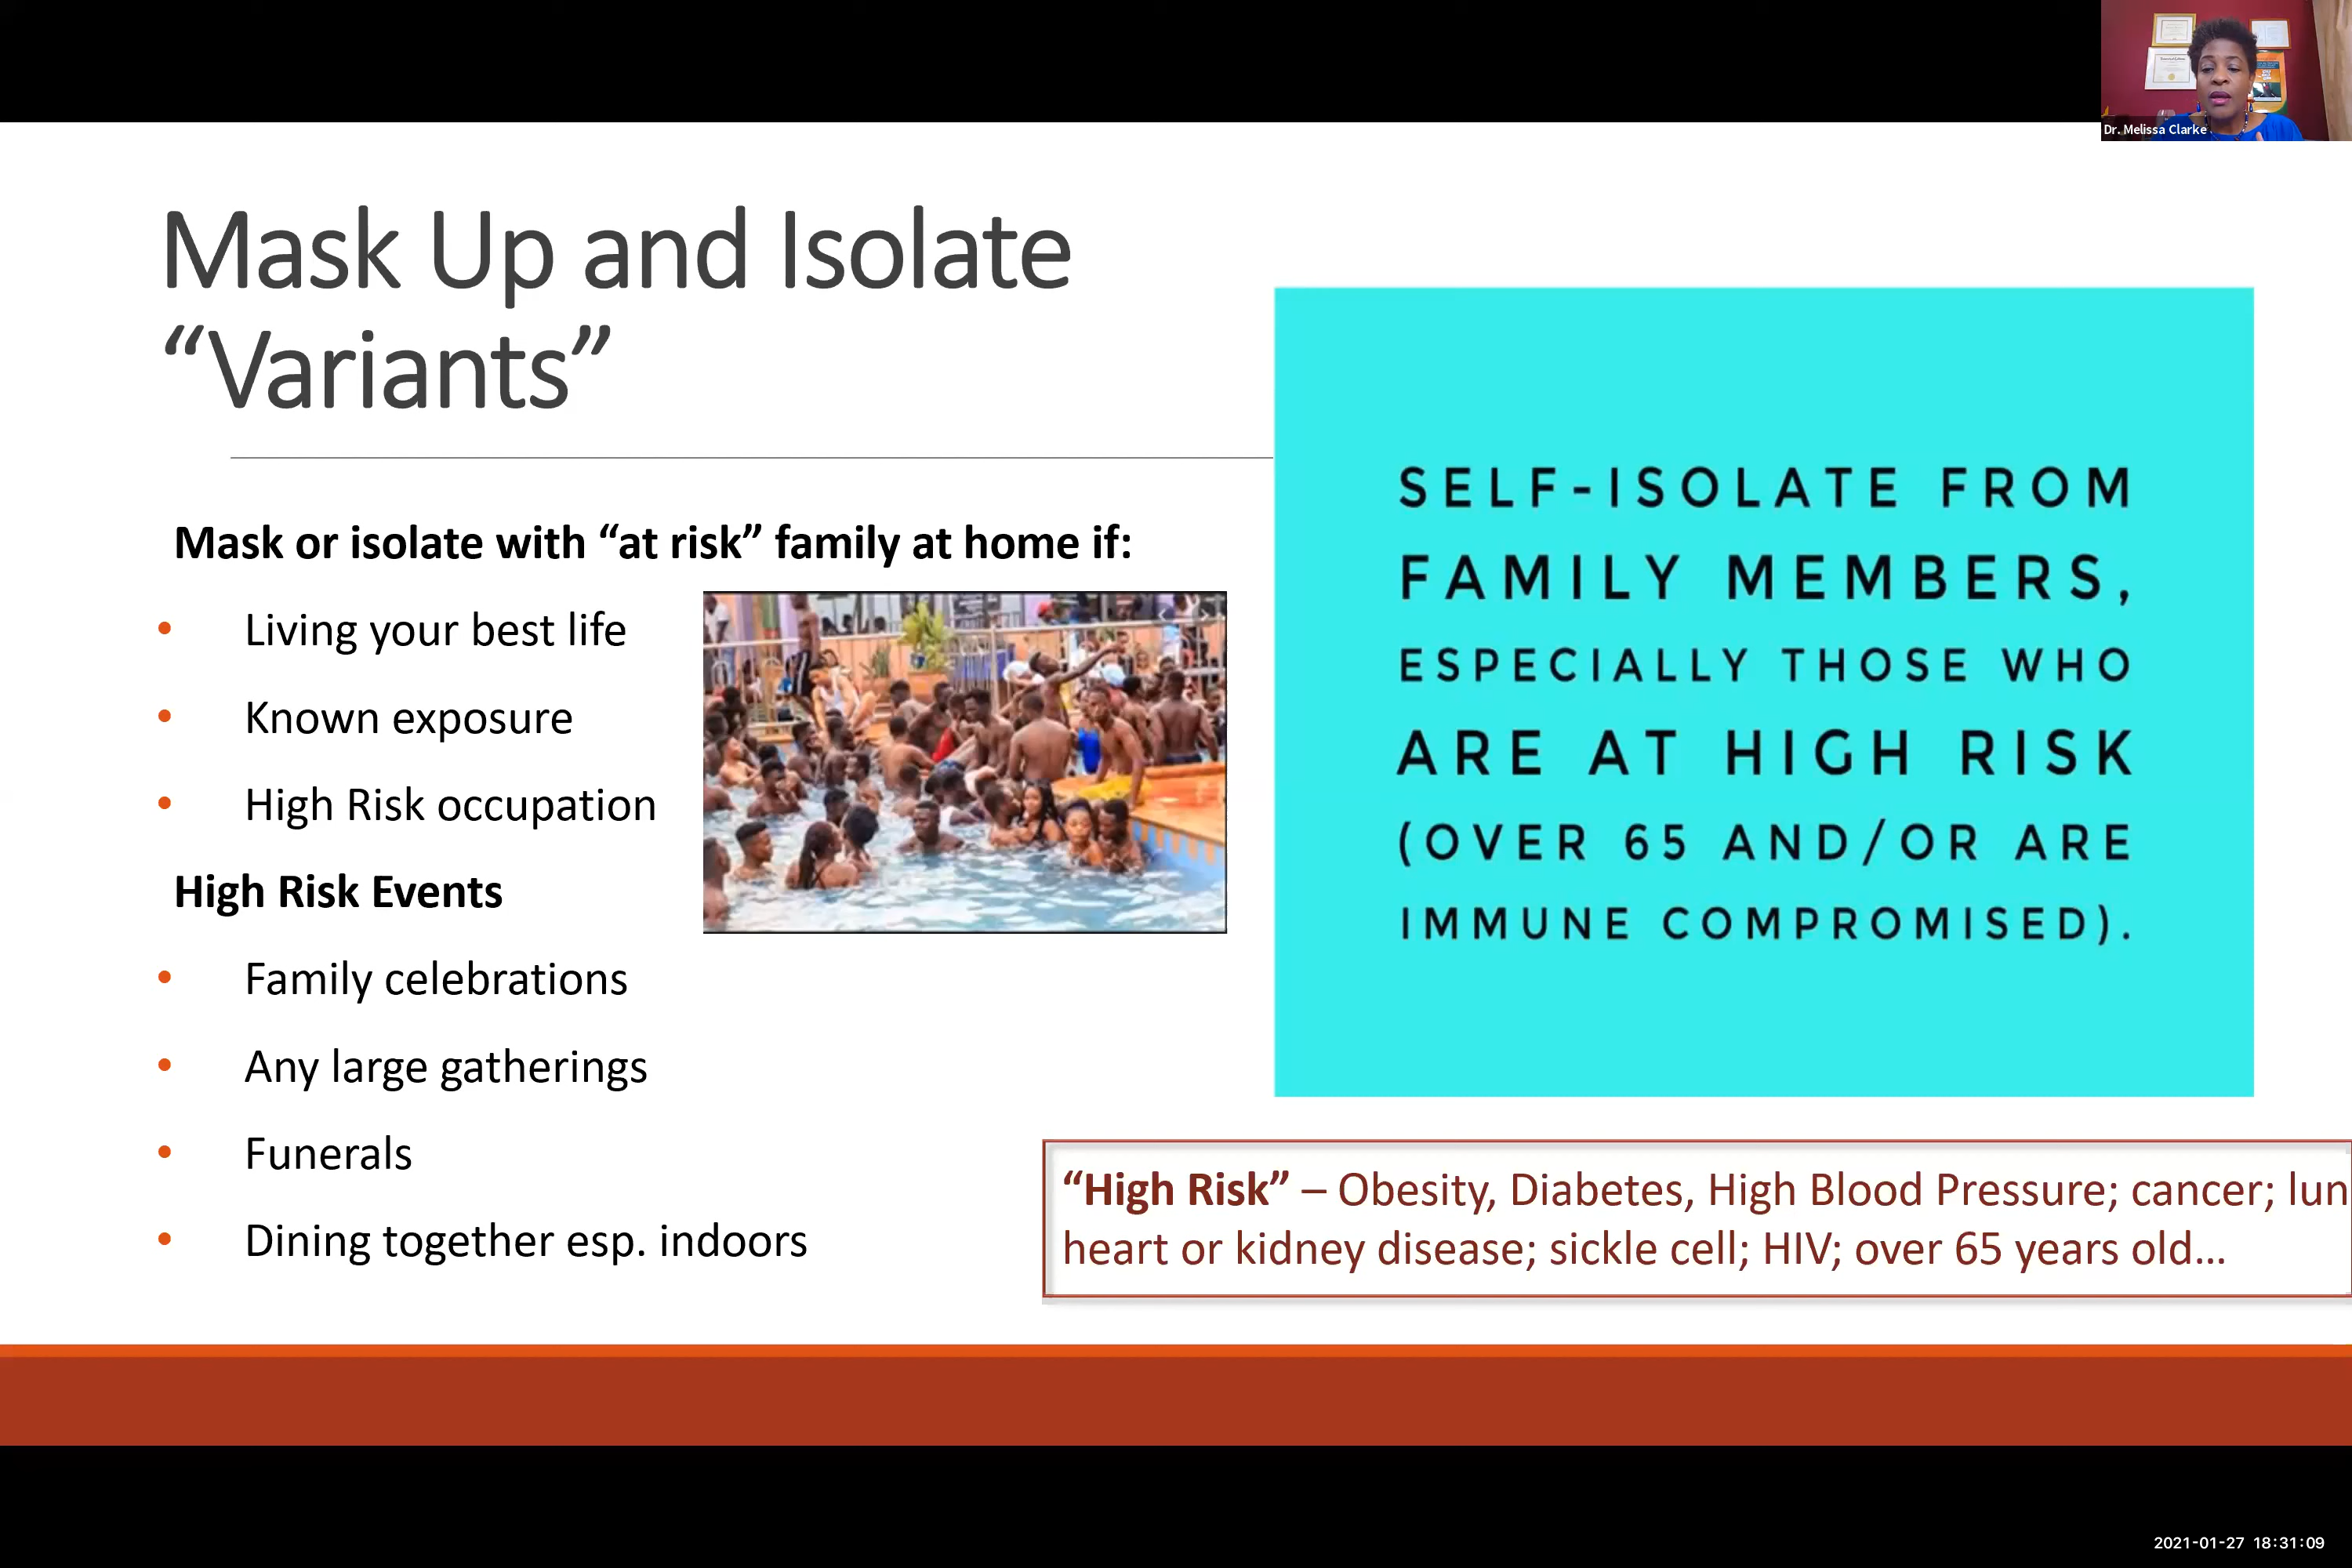 Dr. Melissa Clarke
Mask Up and Isolate
“Variants”
Mask or isolate with “at risk” family at home if:
• Living your best life
• Known exposure
• High Risk occupation
High Risk Events
• Family celebrations
• Any large gatherings
• Funerals
• Dining together esp. indoors
SELF-ISOLATE FROM
FAMILY MEMBERS,
ESPECIALLY THOSE WHO
ARE AT HIGH RISK
(OVER 65 AND/OR ARE
IMMUNE COMPROMISED).
“High Risk” – Obesity, Diabetes, High Blood Pressure; cancer; lun
heart or kidney disease; sickle cell; HIV; over 65 years old...
2021-01-27 18:31:09